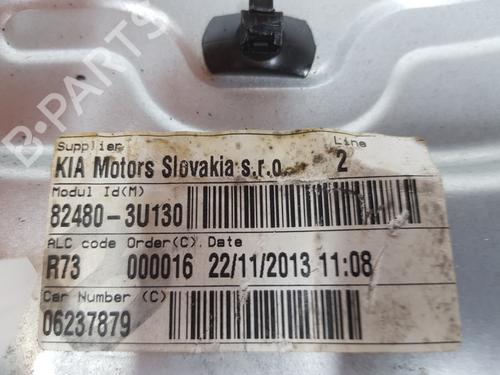 B-PARTS
Supplier Line
KIA Motors Slovakia s.r.o. 2
Modul Id(M)
82480-3U130
ALC code Order(C) Date
R73 000016 22/11/2013 11:08
Car Number (C)
06237879